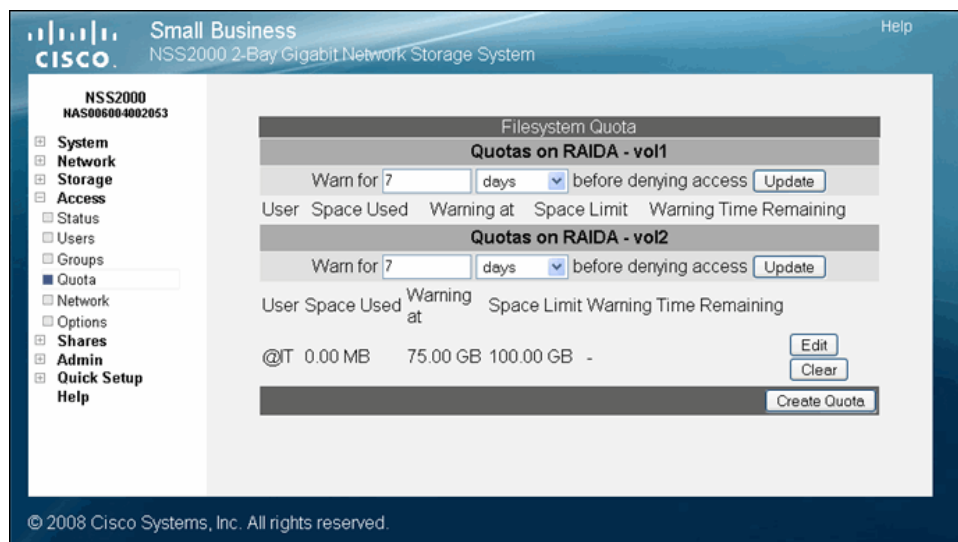 Small Business
Help
CISCO.
NSS2000 2-Bay Gigabit Network Storage System
NSS2000
NAS006004002053
System
Network
Storage
Access
Status
Users
Groups
Quota
Network
Options
Shares
Admin
Quick Setup
Help
Filesystem Quota
Quotas on RAIDA - vol1
Warn for 7 days before denying access Update
User Space Used Warning at Space Limit Warning Time Remaining
Quotas on RAIDA - vol2
Warn for 7 days before denying access Update
User Space Used Warning at Space Limit Warning Time Remaining
@IT 0.00 MB 75.00 GB 100.00 GB - Edit
Clear
Create Quota
© 2008 Cisco Systems, Inc. All rights reserved.